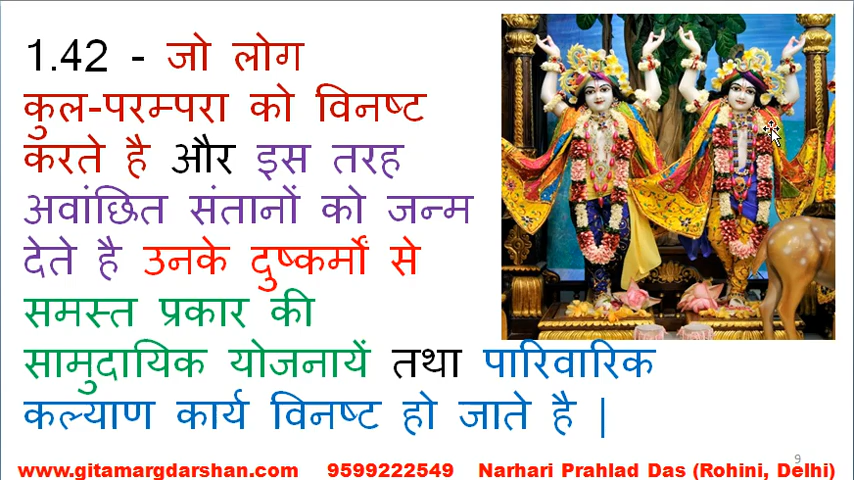 1.42 - जो लोग
कुल-परम्परा को विनष्ट
करते है और इस तरह
अवांछित संतानों को जन्म
देते है उनके दुष्कर्मों से
समस्त प्रकार की
सामुदायिक योजनायें तथा पारिवारिक
कल्याण कार्य विनष्ट हो जाते है |
9
www.gitamargdarshan.com 9599222549 Narhari Prahlad Das (Rohini, Delhi)